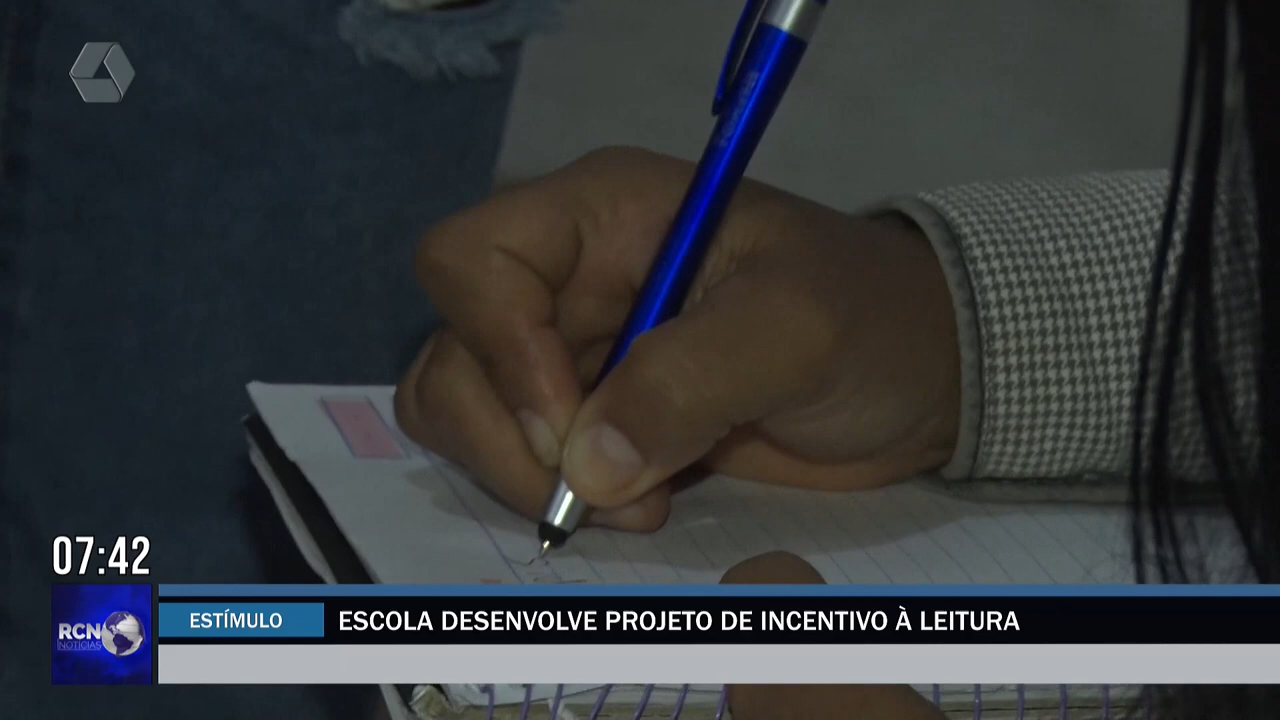 07:42
RCN
NOTÍCIAS
ESTÍMULO
ESCOLA DESENVOLVE PROJETO DE INCENTIVO À LEITURA